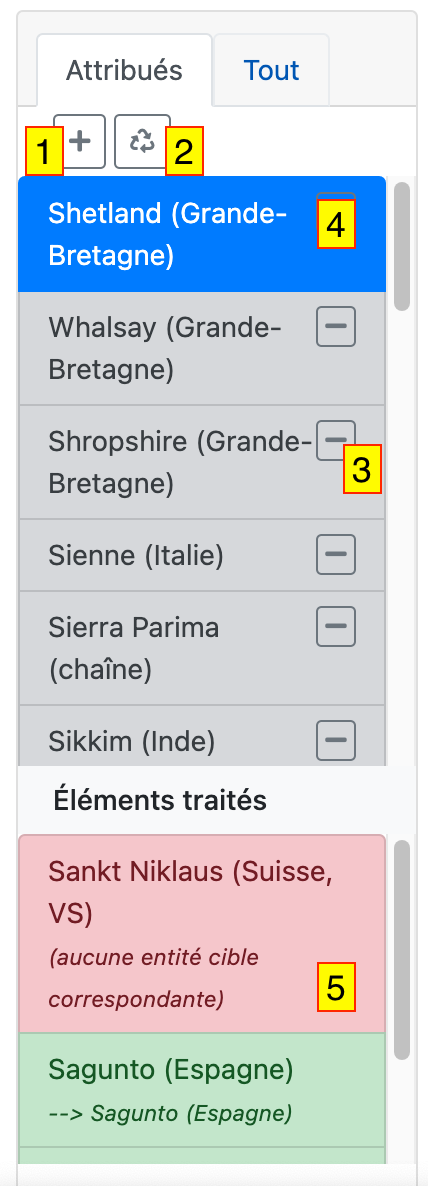 Attribués Tout
1 + 2
Shetland (Grande- 4
Bretagne)
Whalsay (Grande-
Bretagne)
Shropshire (Grande-
3
Bretagne)
Sienne (Italie)
Sierra Parima
(chaîne)
Sikkim (Inde)
Éléments traités
Sankt Niklaus (Suisse,
VS)
(aucune entité cible
correspondante) 5
Sagunto (Espagne)
--> Sagunto (Espagne)